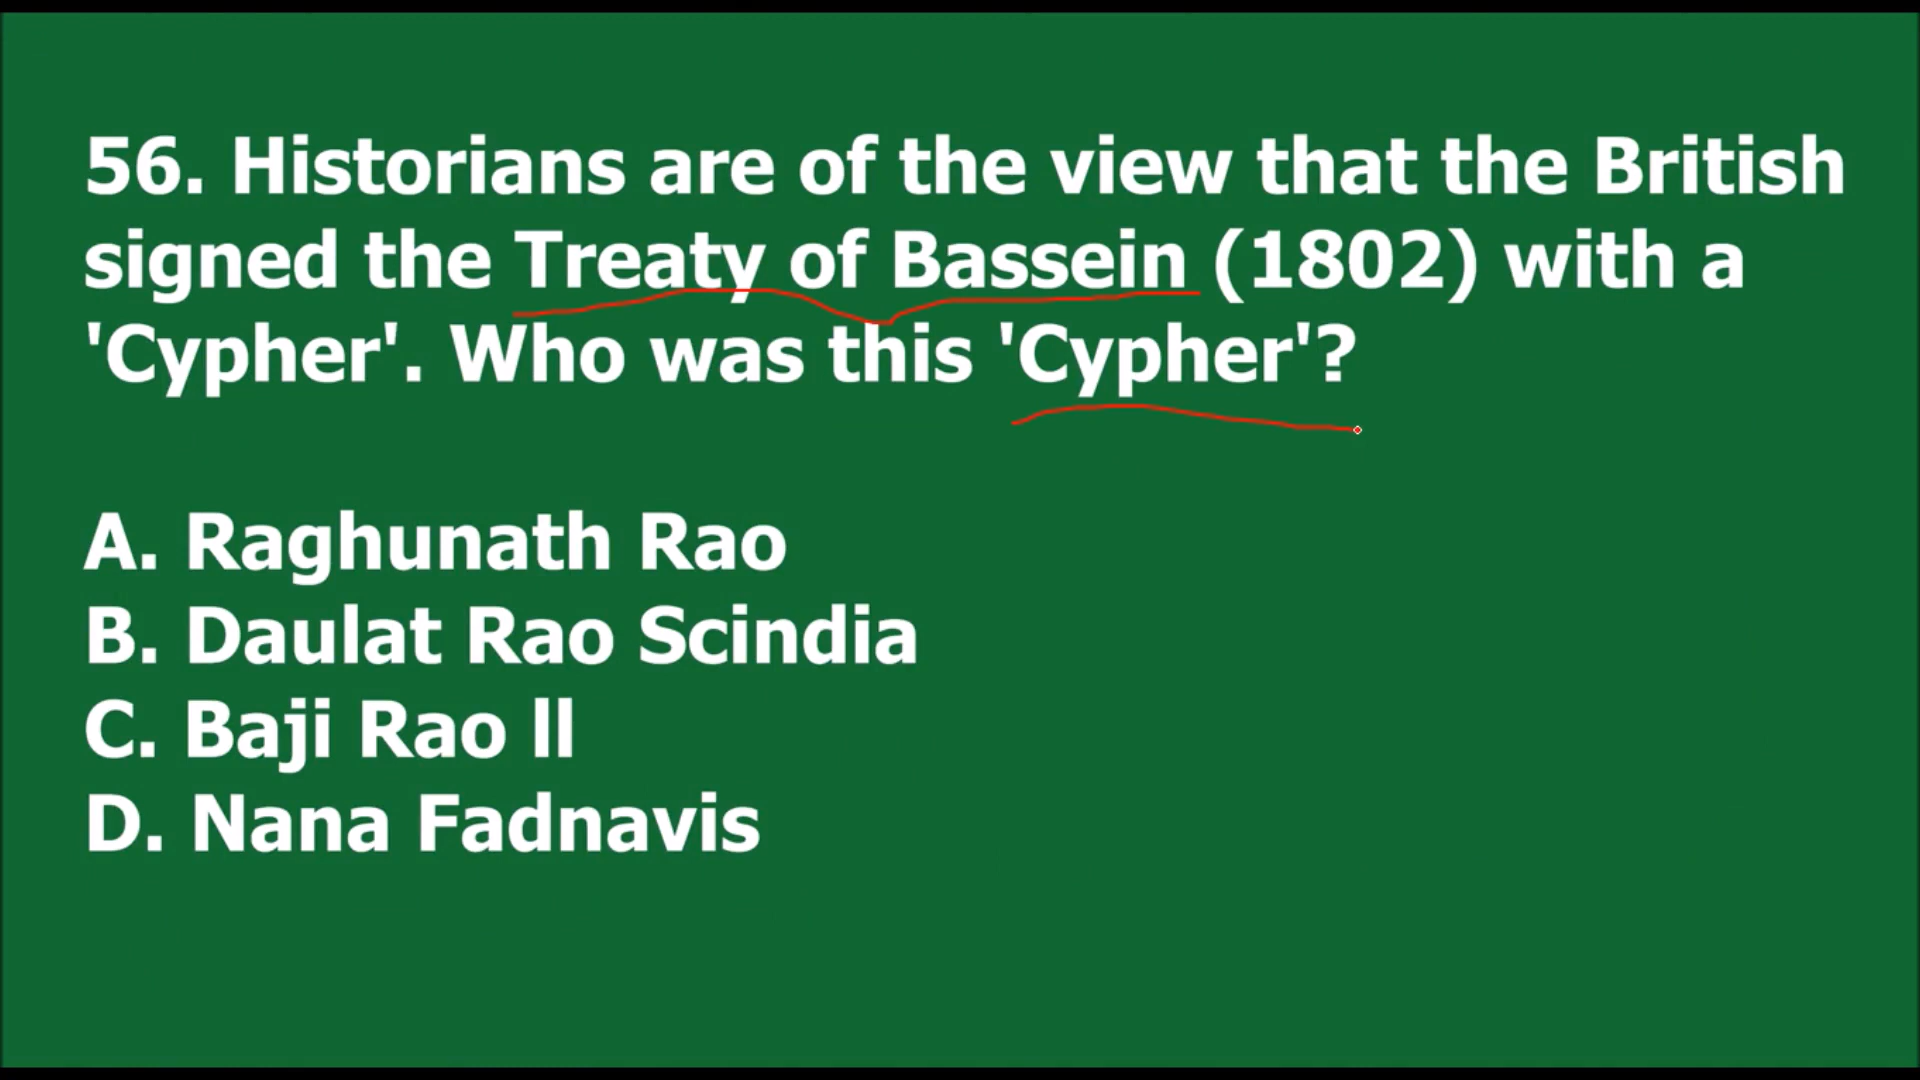 56. Historians are of the view that the British
signed the Treaty of Bassein (1802) with a
'Cypher'. Who was this 'Cypher'?
A. Raghunath Rao
B. Daulat Rao Scindia
C. Baji Rao ll
D. Nana Fadnavis